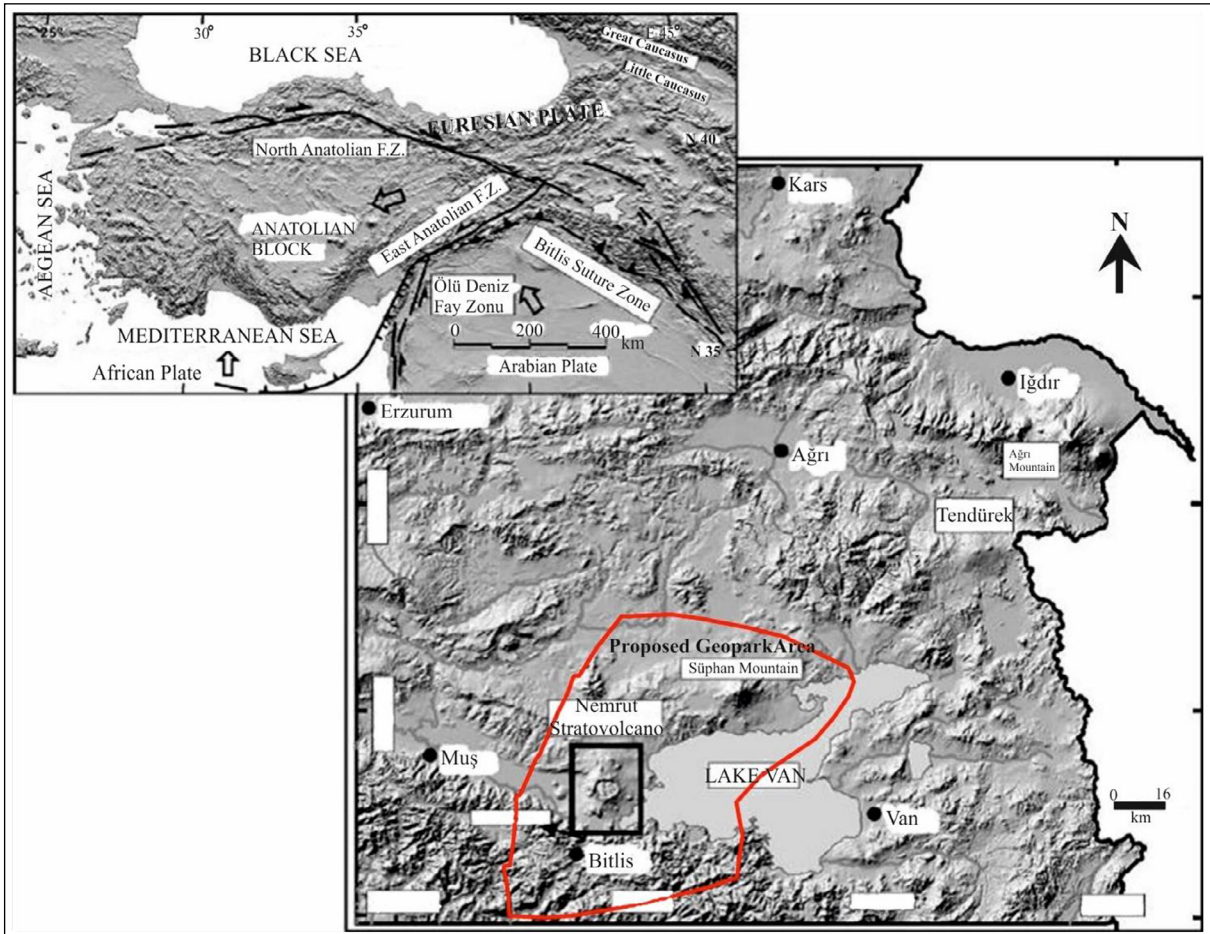 25°
30°
35°
E 45°
BLACK SEA
Great Caucasus
Little Caucasus
EURESIAN PLATE
N 40
North Anatolian F.Z.
East Anatolian F.Z.
AEGEAN SEA
ANATOLIAN
BLOCK
Bitlis Suture Zone
Ölü Deniz
Fay Zonu
0 200 400
km
N 35
MEDITERRANEAN SEA
Arabian Plate
African Plate
Kars
N
Iğdır
Erzurum
Ağrı
Ağrı
Mountain
Tendürek
Proposed GeoparkArea
Süphan Mountain
Nemrut
Stratovolcano
Muş
LAKE VAN
0 16
km
Van
Bitlis